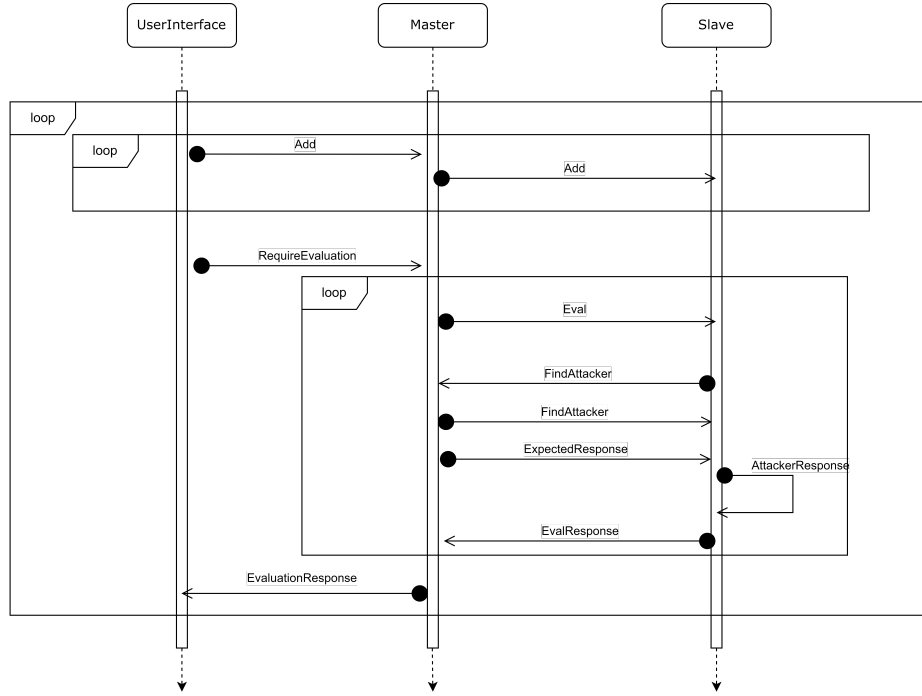 UserInterface
Master
Slave
loop
loop
Add
Add
RequireEvaluation
loop
Eval
FindAttacker
FindAttacker
ExpectedResponse
AttackerResponse
EvalResponse
EvaluationResponse